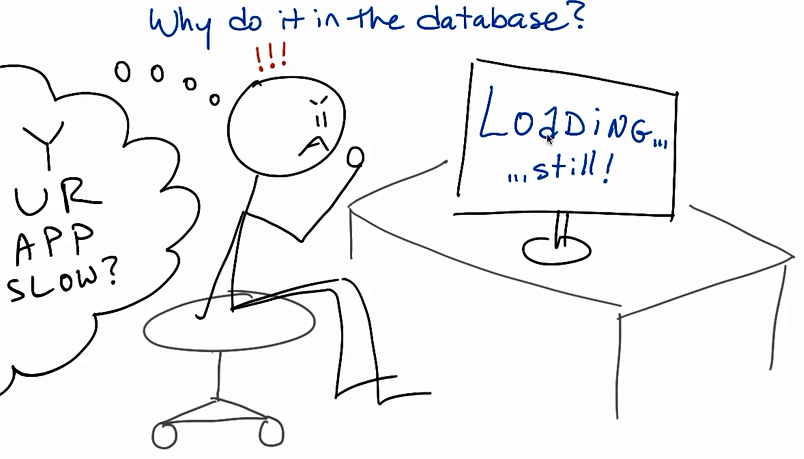 Why do it in the database?
!!!
Y
UR
APP
SLOW?
LOADING...
...still!